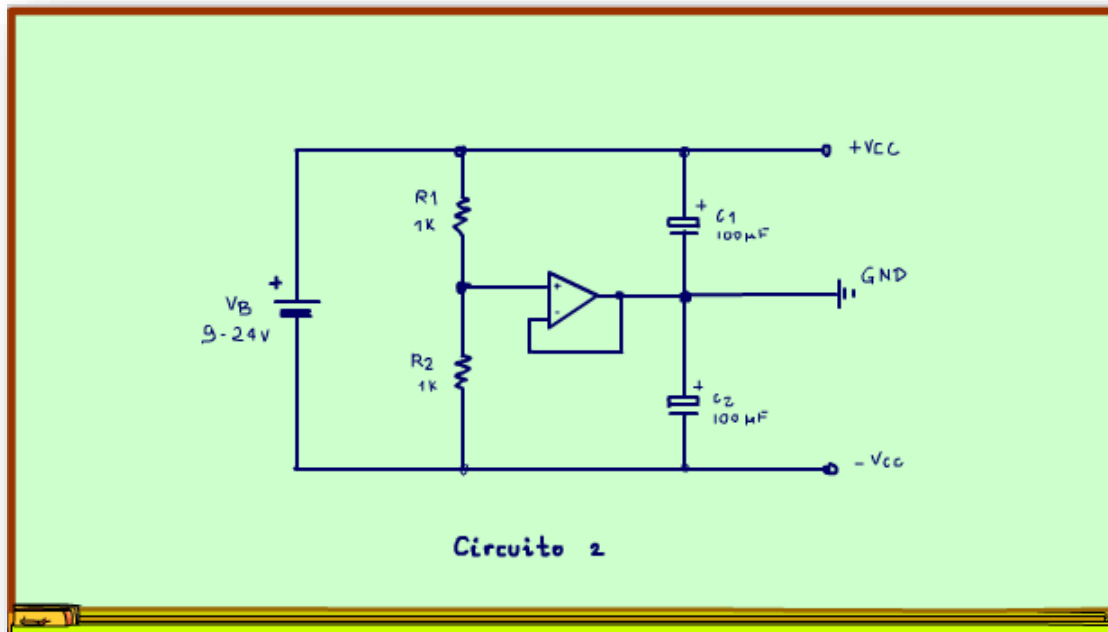 +Vcc
R1
1K
+
C1
100µF
GND
+
VB
9-24V
+
-
R2
1K
+
C2
100µF
-Vcc
Circuito 2